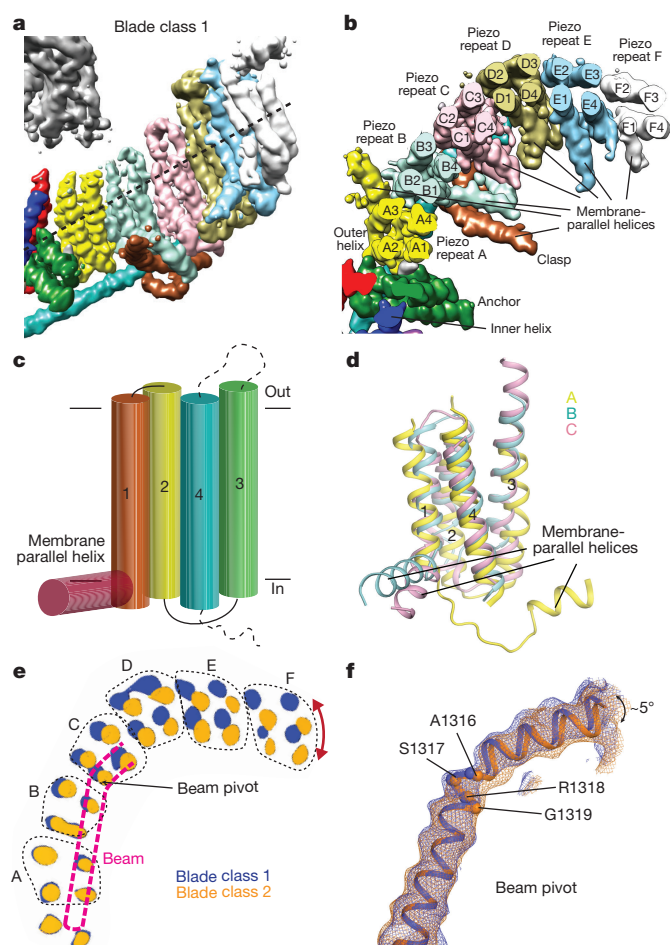 a
Blade class 1
b
Piezo
repeat D
Piezo
repeat E
Piezo
repeat F
Piezo
repeat C
Piezo
repeat B
D2
D3
D1
D4
E2
E3
E1
E4
F2
F3
F1
F4
C3
C2
C1
C4
B3
B4
B2
B1
A3
A4
A2
A1
Membrane-
parallel helices
Outer
helix
Piezo
repeat A
Clasp
Anchor
Inner helix
c
Out
1
2
4
3
Membrane
parallel helix
In
d
A
B
C
1
2
4
3
Membrane-
parallel helices
e
D
E
F
C
B
A
Beam pivot
Beam
Blade class 1
Blade class 2
f
~5°
A1316
S1317
R1318
G1319
Beam pivot